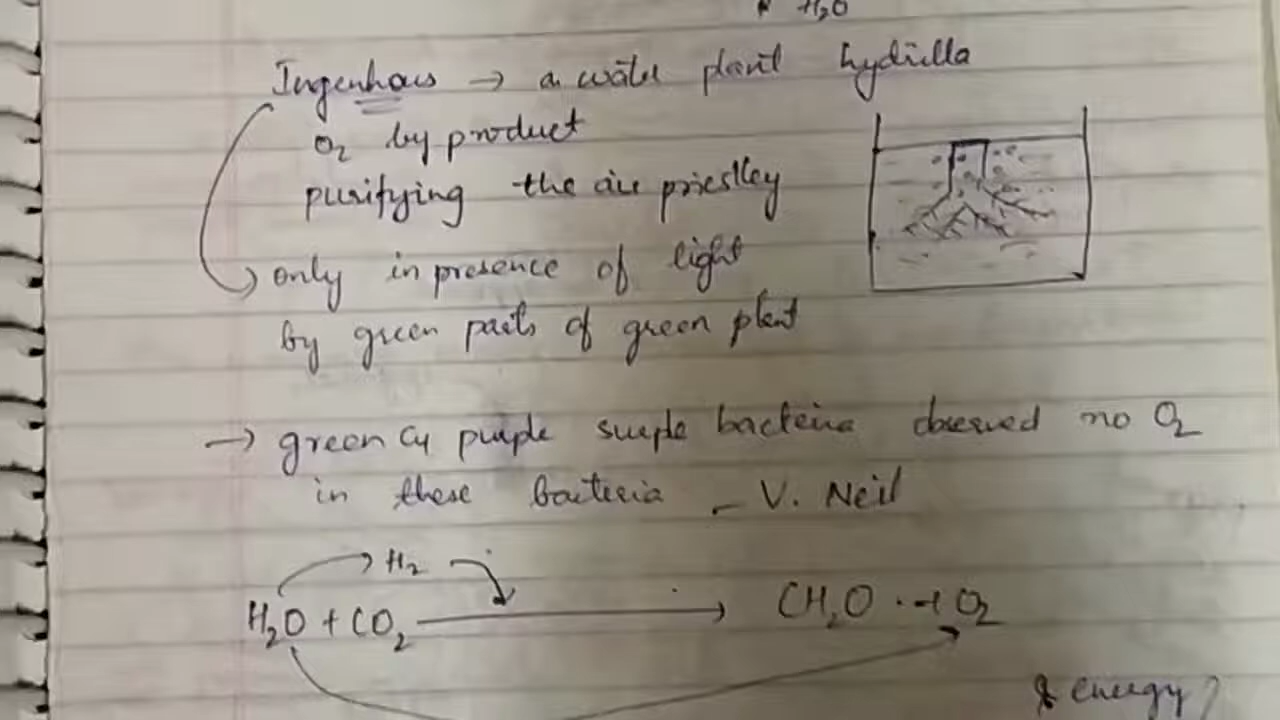 H₂O
Ingenhous → a water plant hydrilla
O₂ by product
purifying the air priestley
only in presence of light
by green parts of green plant
→ green & purple bacteria observed no O₂
in these bacteria - V. Neil
H₂
H₂O + CO₂ → CH₂O + O₂
energy